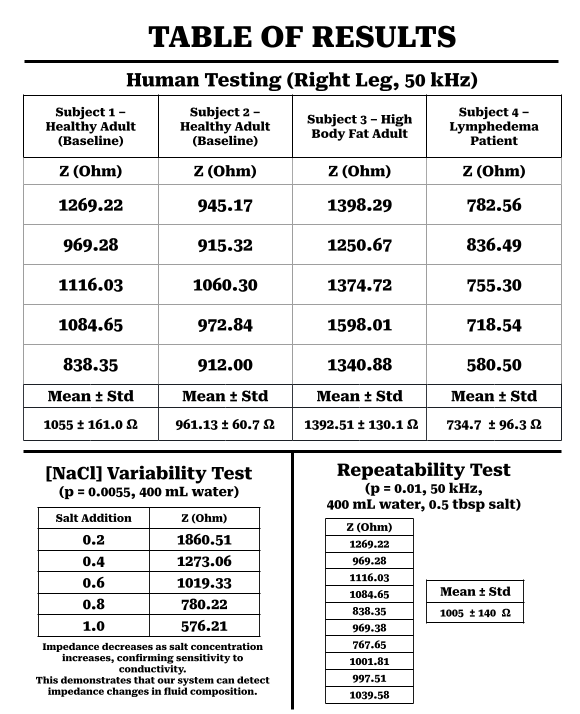 TABLE OF RESULTS
Human Testing (Right Leg, 50 kHz)
Subject 1 – Healthy Adult (Baseline) Subject 2 – Healthy Adult (Baseline) Subject 3 – High Body Fat Adult Subject 4 – Lymphedema Patient
Z (Ohm) Z (Ohm) Z (Ohm) Z (Ohm)
1269.22 945.17 1398.29 782.56
969.28 915.32 1250.67 836.49
1116.03 1060.30 1374.72 755.30
1084.65 972.84 1598.01 718.54
838.35 912.00 1340.88 580.50
Mean ± Std Mean ± Std Mean ± Std Mean ± Std
1055 ± 161.0 Ω 961.13 ± 60.7 Ω 1392.51 ± 130.1 Ω 734.7 ± 96.3 Ω
[NaCl] Variability Test
(p = 0.0055, 400 mL water)
Salt Addition Z (Ohm)
0.2 1860.51
0.4 1273.06
0.6 1019.33
0.8 780.22
1.0 576.21
Impedance decreases as salt concentration
increases, confirming sensitivity to
conductivity.
This demonstrates that our system can detect
impedance changes in fluid composition.
Repeatability Test
(p = 0.01, 50 kHz,
400 mL water, 0.5 tbsp salt)
Z (Ohm)
1269.22
969.28
1116.03
1084.65
838.35
969.38
767.65
1001.81
997.51
1039.58
Mean ± Std
1005 ± 140 Ω